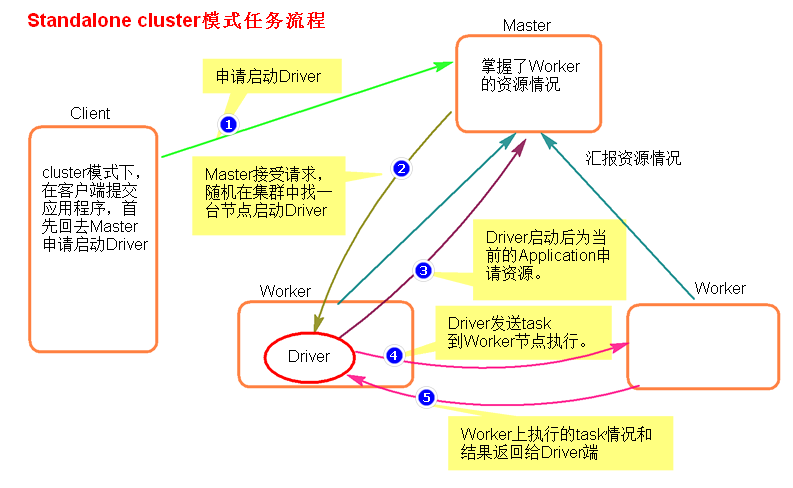 Standalone cluster模式任务流程
Master
掌握了Worker
的资源情况
申请启动Driver
1
Client
cluster模式下，
在客户端提交
应用程序，首
先回去Master
申请启动Driver
Master接受请求，
随机在集群中找一
台节点启动Driver
2
汇报资源情况
Driver启动后为当
前的Application申
请资源。
3
Worker
Worker
Driver
Driver发送task
到Worker节点执行。
4
5
Worker上执行的task情况和
结果返回给Driven端